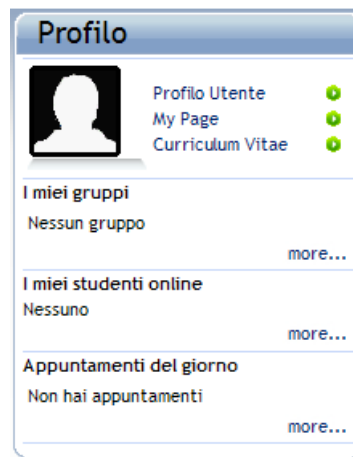 Profilo
Profilo Utente
My Page
Curriculum Vitae
I miei gruppi
Nessun gruppo
more...
I miei studenti online
Nessuno
more...
Appuntamenti del giorno
Non hai appuntamenti
more...